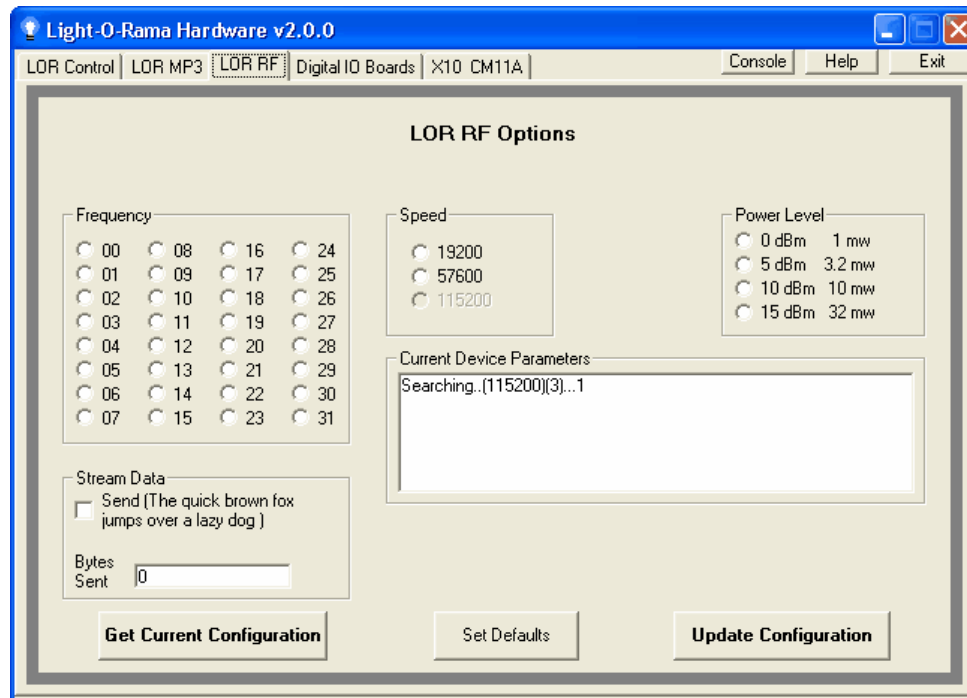 Light-O-Rama Hardware v2.0.0
LOR Control LOR MP3 LOR RF Digital IO Boards X10 CM11A Console Help Exit
LOR RF Options
Frequency
00 08 16 24
01 09 17 25
02 10 18 26
03 11 19 27
04 12 20 28
05 13 21 29
06 14 22 30
07 15 23 31
Speed
19200
57600
115200
Power Level
0 dBm 1 mw
5 dBm 3.2 mw
10 dBm 10 mw
15 dBm 32 mw
Current Device Parameters
Searching..(115200)(3)...1
Stream Data
Send (The quick brown fox
jumps over a lazy dog )
Bytes
Sent 0
Get Current Configuration Set Defaults Update Configuration